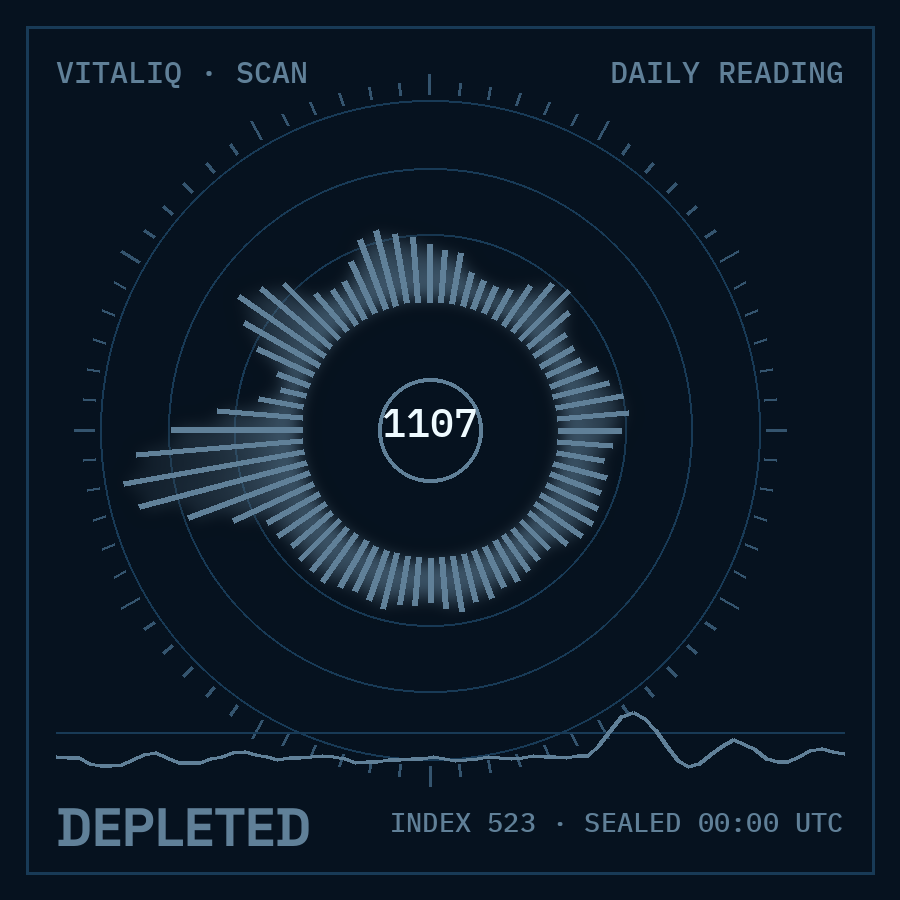 VITALIQ · SCAN
DAILY READING
1107
DEPLETED
INDEX 523 · SEALED 00:00 UTC